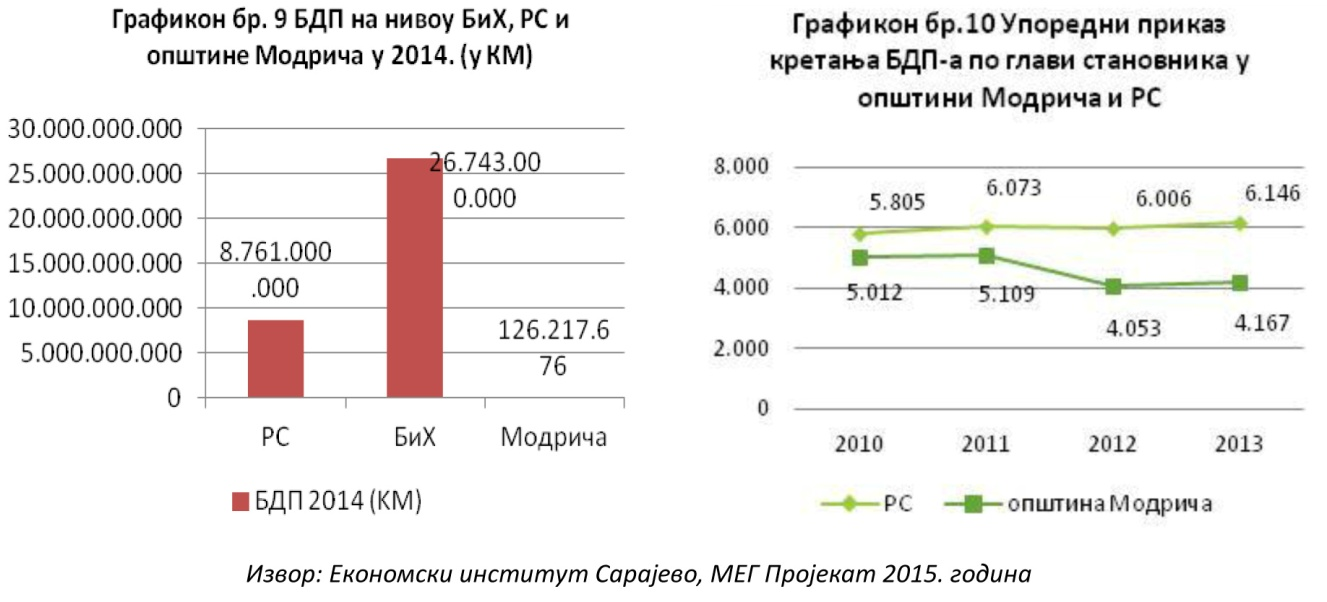 Графикон бр. 9 БДП на нивоу БиХ, РС и
општине Модрича у 2014. (у КМ)
30.000.000.000
25.000.000.000
20.000.000.000
15.000.000.000
10.000.000.000
5.000.000.000
0
8.761.000
.000
26.743.00
0.000
126.217.6
76
РС
БиХ
Модрича
БДП 2014 (КМ)
Графикон бр.10 Упоредни приказ
кретања БДП-а по глави становника у
општини Модрича и РС
8.000
6.000
4.000
2.000
0
5.805
6.073
6.006
6.146
5.012
5.109
4.053
4.167
2010
2011
2012
2013
РС
општина Модрича
Извор: Економски институт Сарајево, МЕГ Пројекат 2015. година